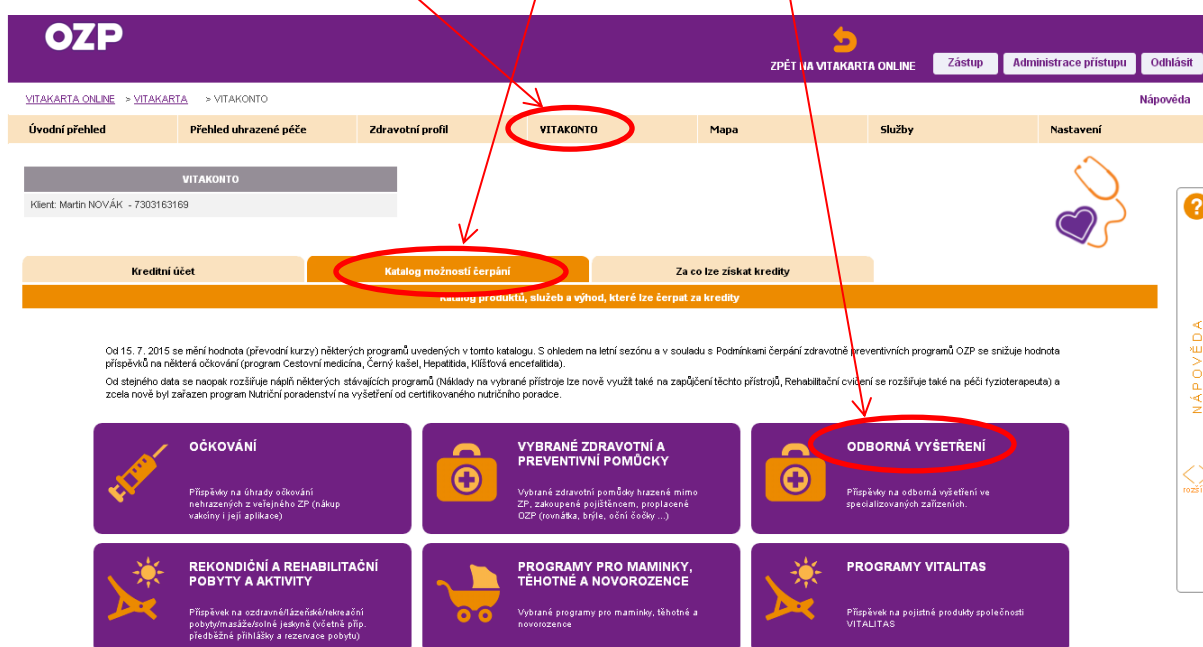 OZP
ZPĚT NA VITAKARTA ONLINE
Zástup
Administrace přístupu
Odhlásit
VITAKARTA ONLINE > VITAKARTA > VITAKONTO
Nápověda
Úvodní přehled
Přehled uhrazené péče
Zdravotní profil
VITAKONTO
Mapa
Služby
Nastavení
VITAKONTO
Klient: Martin NOVÁK - 7303163169
?
Kreditní účet
Katalog možností čerpání
Za co lze získat kredity
Katalog produktů, služeb a výhod, které lze čerpat za kredity
Od 15. 7. 2015 se mění hodnota (převodní kurzy) některých programů uvedených v tomto katalogu. S ohledem na letní sezónu a v souladu s Podmínkami čerpání zdravotně preventivních programů OZP se snižuje hodnota
příspěvků na některá očkování (program Cestovní medicína, Černý kašel, Hepatitida, Klíšťová encefalitida).
Od stejného data se naopak rozšiřuje náplň některých stávajících programů (Náklady na vybrané přístroje lze nově využít také na zapůjčení těchto přístrojů, Rehabilitační cvičení se rozšiřuje také na péči fyzioterapeuta) a
zcela nově byl zařazen program Nutriční poradenství na vyšetření od certifikovaného nutričního poradce.
NÁPOVĚDA
OČKOVÁNÍ
Příspěvky na úhrady očkování
nehrazených z veřejného ZP (nákup
vakcíny i její aplikace)
VYBRANÉ ZDRAVOTNÍ A
PREVENTIVNÍ POMŮCKY
Vybrané zdravotní pomůcky hrazené mimo
ZP, zakoupené pojištěncem, proplacené
OZP (rovnátka, brýle, oční čočky ...)
ODBORNÁ VYŠETŘENÍ
Příspěvky na odborná vyšetření ve
specializovaných zařízeních.
REKONDIČNÍ A REHABILITAČNÍ
POBYTY A AKTIVITY
Příspěvek na ozdravné/lázeňské/rekreační
pobyty/masáže/solné jeskyně (včetně příp.
předběžné přihlášky a rezervace pobytu)
PROGRAMY PRO MAMINKY,
TĚHOTNÉ A NOVOROZENCE
Vybrané programy pro maminky, těhotné a
novorozence
PROGRAMY VITALITAS
Příspěvek na pojistné produkty společnosti
VITALITAS